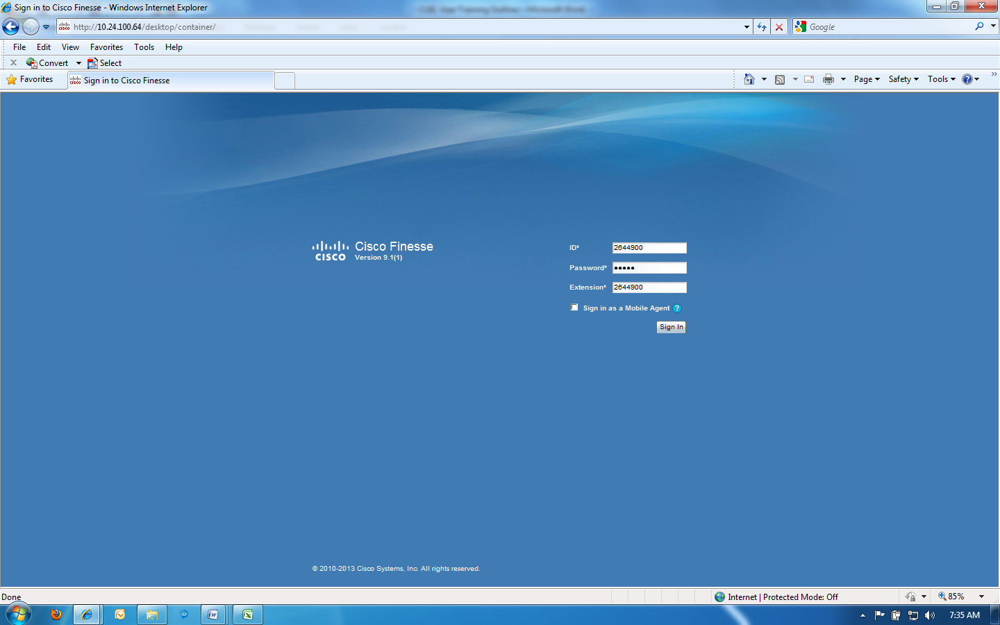 Sign in to Cisco Finesse - Windows Internet Explorer
http://10.24.100.64/desktop/container/
Google
File Edit View Favorites Tools Help
Convert Select
Favorites Sign in to Cisco Finesse Page Safety Tools
CISCO Cisco Finesse
Version 9.1(1)
ID* 2644900
Password* •••••
Extension* 2644900
Sign in as a Mobile Agent ?
Sign In
© 2010-2013 Cisco Systems, Inc. All rights reserved.
Done Internet | Protected Mode: Off 85%
7:35 AM